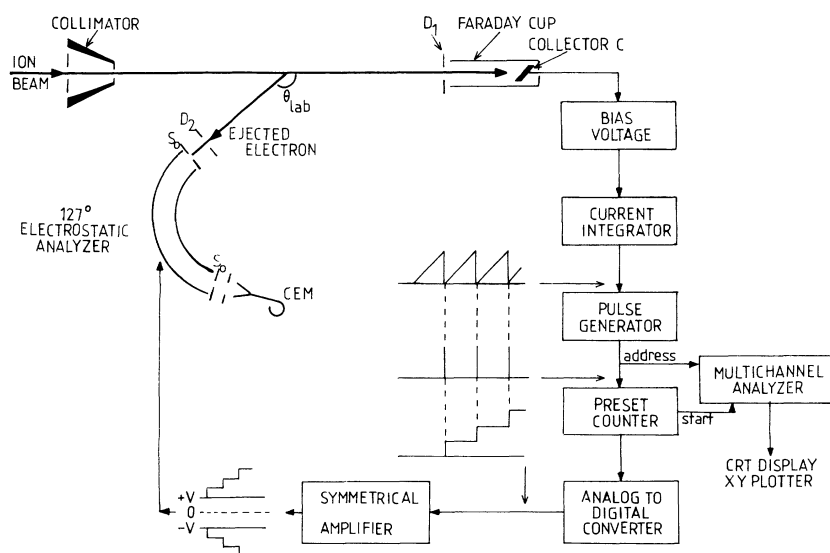 COLLIMATOR
ION
BEAM
D1
FARADAY CUP
COLLECTOR C
θlab
D2
S0
EJECTED
ELECTRON
BIAS
VOLTAGE
127°
ELECTROSTATIC
ANALYZER
S0
CEM
CURRENT
INTEGRATOR
PULSE
GENERATOR
address
MULTICHANNEL
ANALYZER
PRESET
COUNTER
start
CRT DISPLAY
XY PLOTTER
+V
0
-V
SYMMETRICAL
AMPLIFIER
ANALOG TO
DIGITAL
CONVERTER